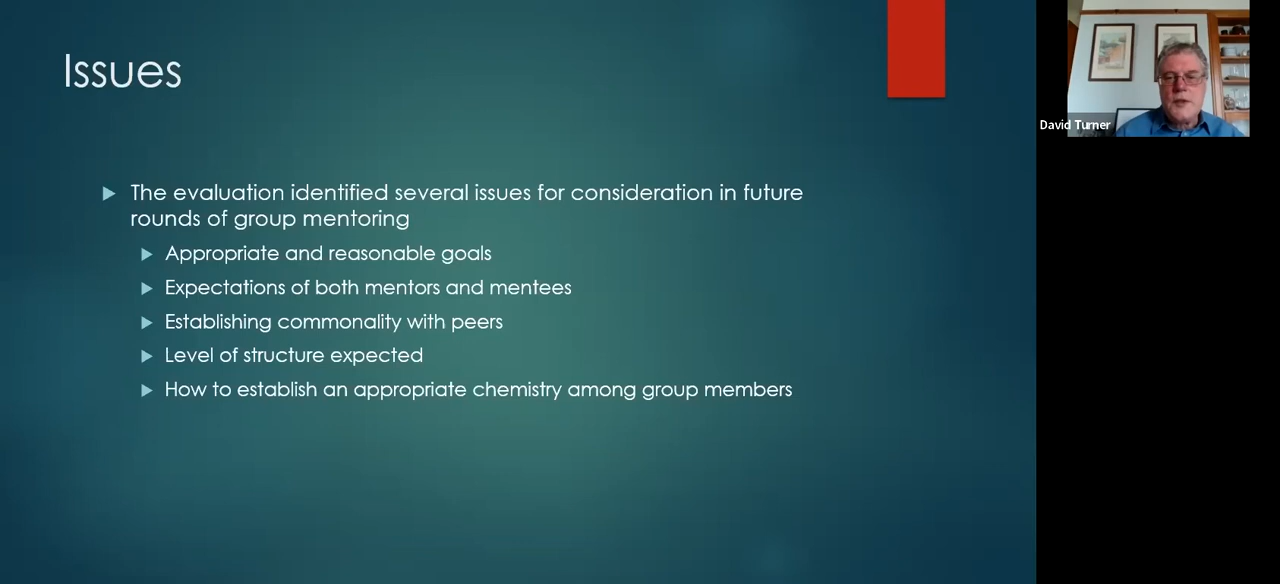 Issues
The evaluation identified several issues for consideration in future
rounds of group mentoring
Appropriate and reasonable goals
Expectations of both mentors and mentees
Establishing commonality with peers
Level of structure expected
How to establish an appropriate chemistry among group members
David Turner